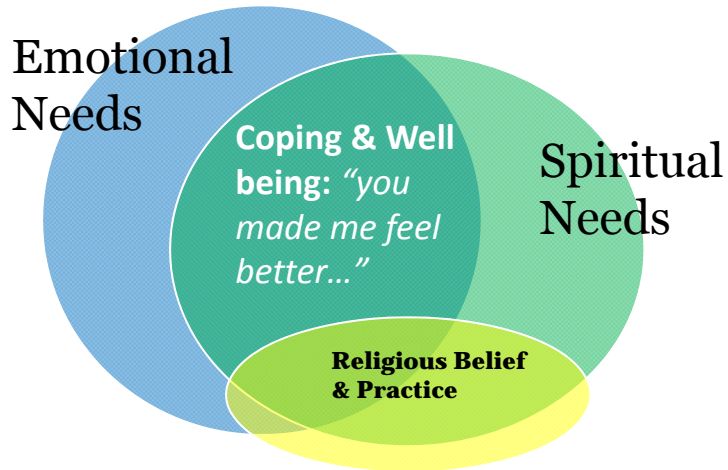 Emotional
Needs
Coping & Well
being: “you
made me feel
better…”
Spiritual
Needs
Religious Belief
& Practice